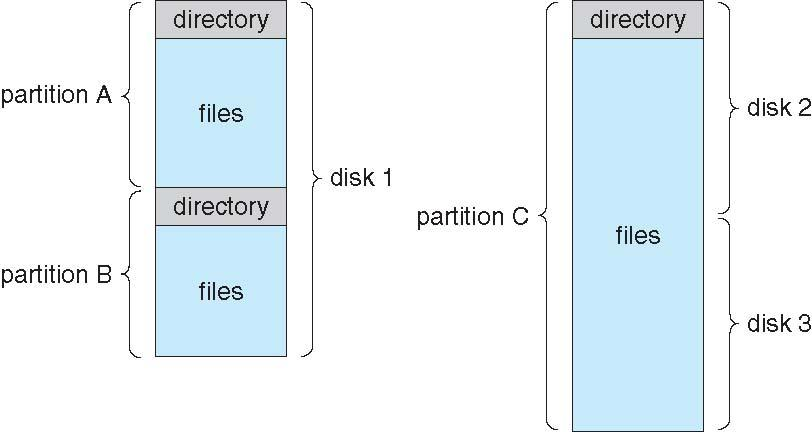 directory
partition A
files
disk 1
directory
partition B
files
directory
disk 2
partition C
files
disk 3